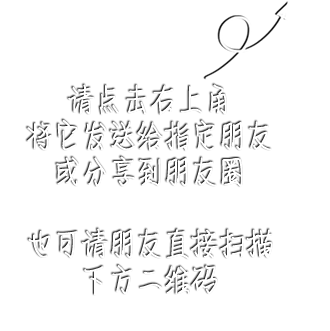 请点击右上角
将它发送给指定朋友
或分享到朋友圈
也可请朋友直接扫描
下方二维码